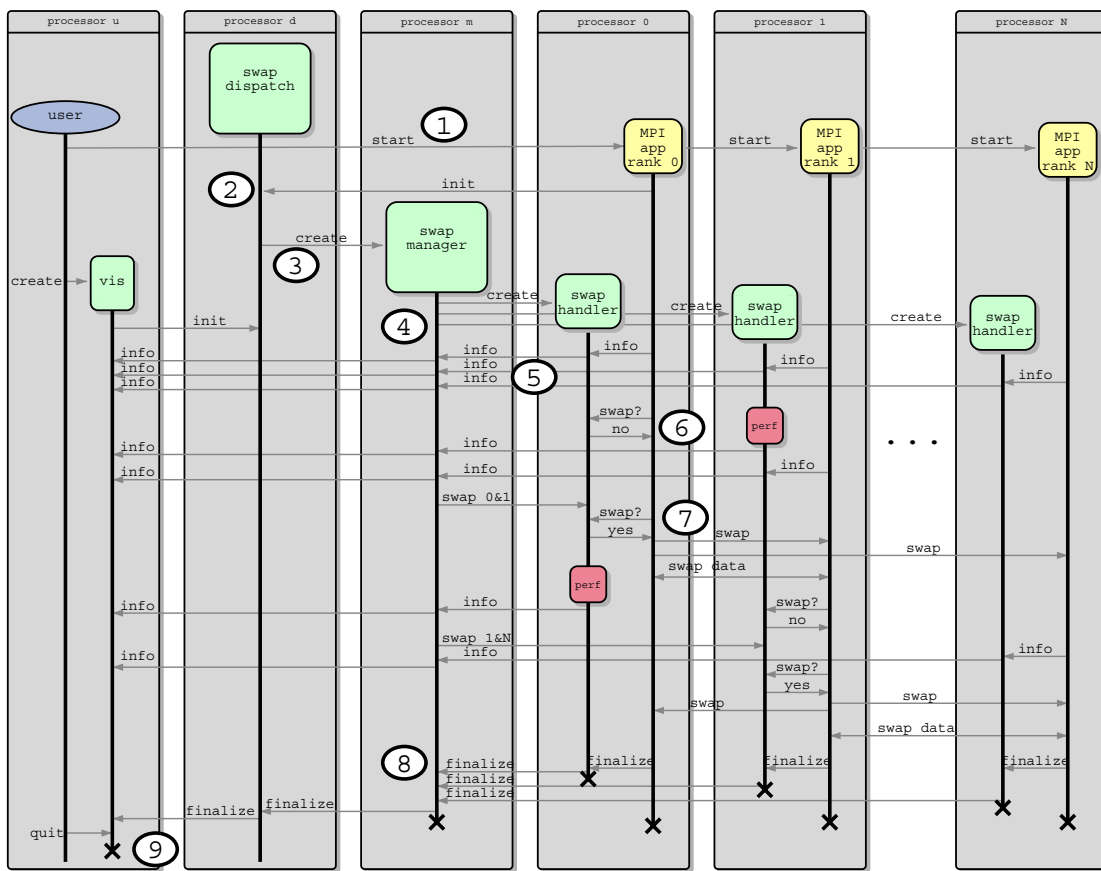 processor u
processor d
processor m
processor 0
processor 1
processor N
swap
dispatch
user
1
start
MPI
app
rank 0
start
MPI
app
rank 1
start
MPI
app
rank N
2
init
swap
manager
create
3
create
vis
create
swap
handler
create
swap
handler
create
swap
handler
4
init
info
info
info
info
info
info
5
info
info
info
swap?
no
6
perf
. . .
info
info
info
info
info
swap 0&1
swap?
yes
7
swap
swap
swap data
perf
info
info
swap?
no
swap 1&N
info
info
info
swap?
yes
swap
swap
swap data
8
finalize
finalize
finalize
finalize
finalize
finalize
finalize
finalize
quit
9